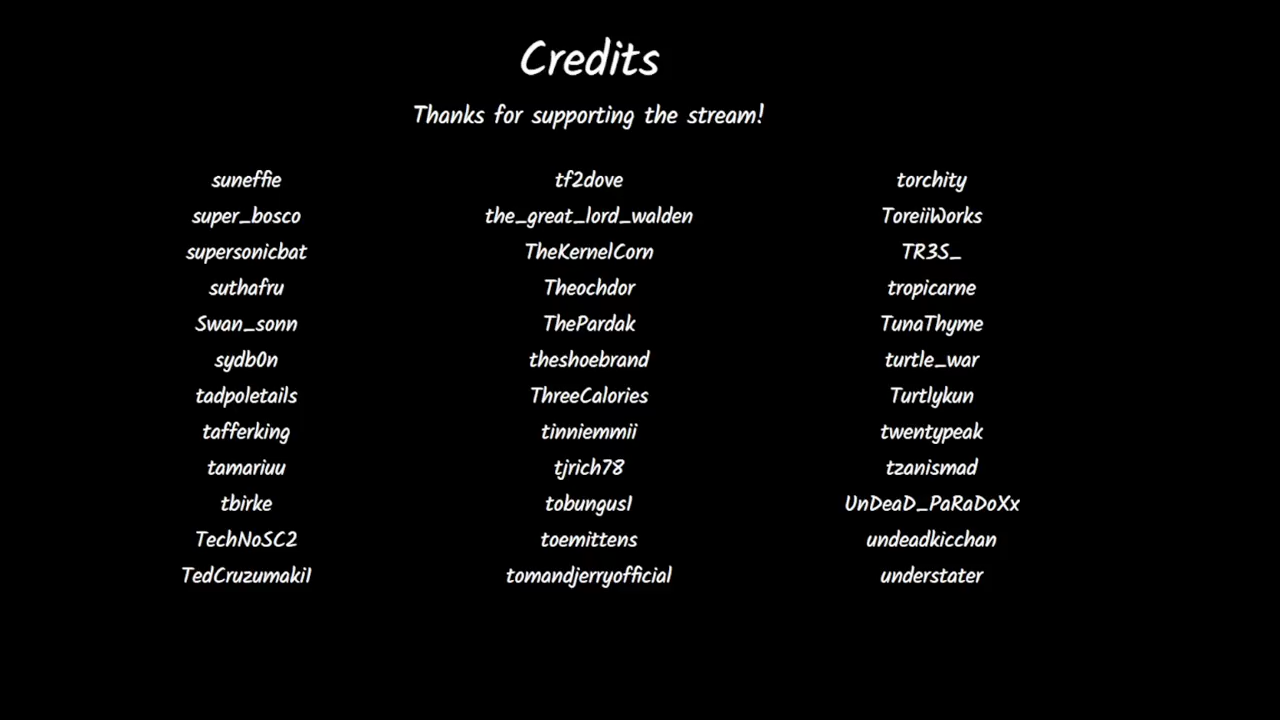 Credits
Thanks for supporting the stream!
suneffie tf2dove torchity
super_bosco the_great_lord_walden ToreiiWorks
supersonicbat TheKernelCorn TR3S_
suthafru Theochdor tropicarne
Swan_sonn ThePardak TunaThyme
sydb0n theshoebrand turtle_war
tadpoletails ThreeCalories Turtlykun
tafferking tinniemmii twentypeak
tamariuu tjrich78 tzanismad
tbirke tobungus1 UnDeaD_PaRaDoXx
TechNoSC2 toemittens undeadkicchan
TedCruzumaki1 tomandjerryofficial understater